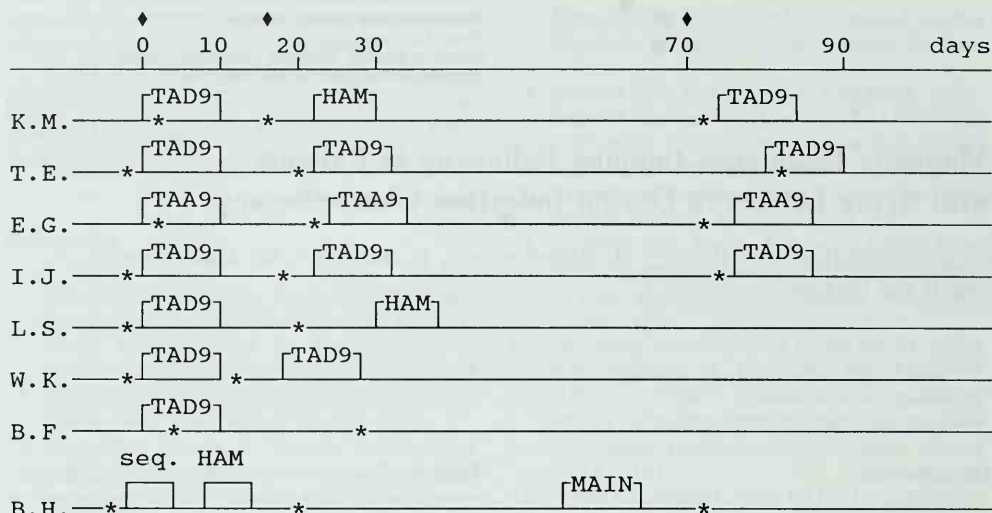 ♦ ♦ ♦
0 10 20 30 70 90 days
TAD9 HAM TAD9
K.M. * * *
TAD9 TAD9 TAD9
T.E. * * *
TAA9 TAA9 TAA9
E.G. * * *
TAD9 TAD9 TAD9
I.J. * * *
TAD9 HAM
L.S. * *
TAD9 TAD9
W.K. * *
TAD9
B.F. * *
seq. HAM
MAIN
B.H. * * *